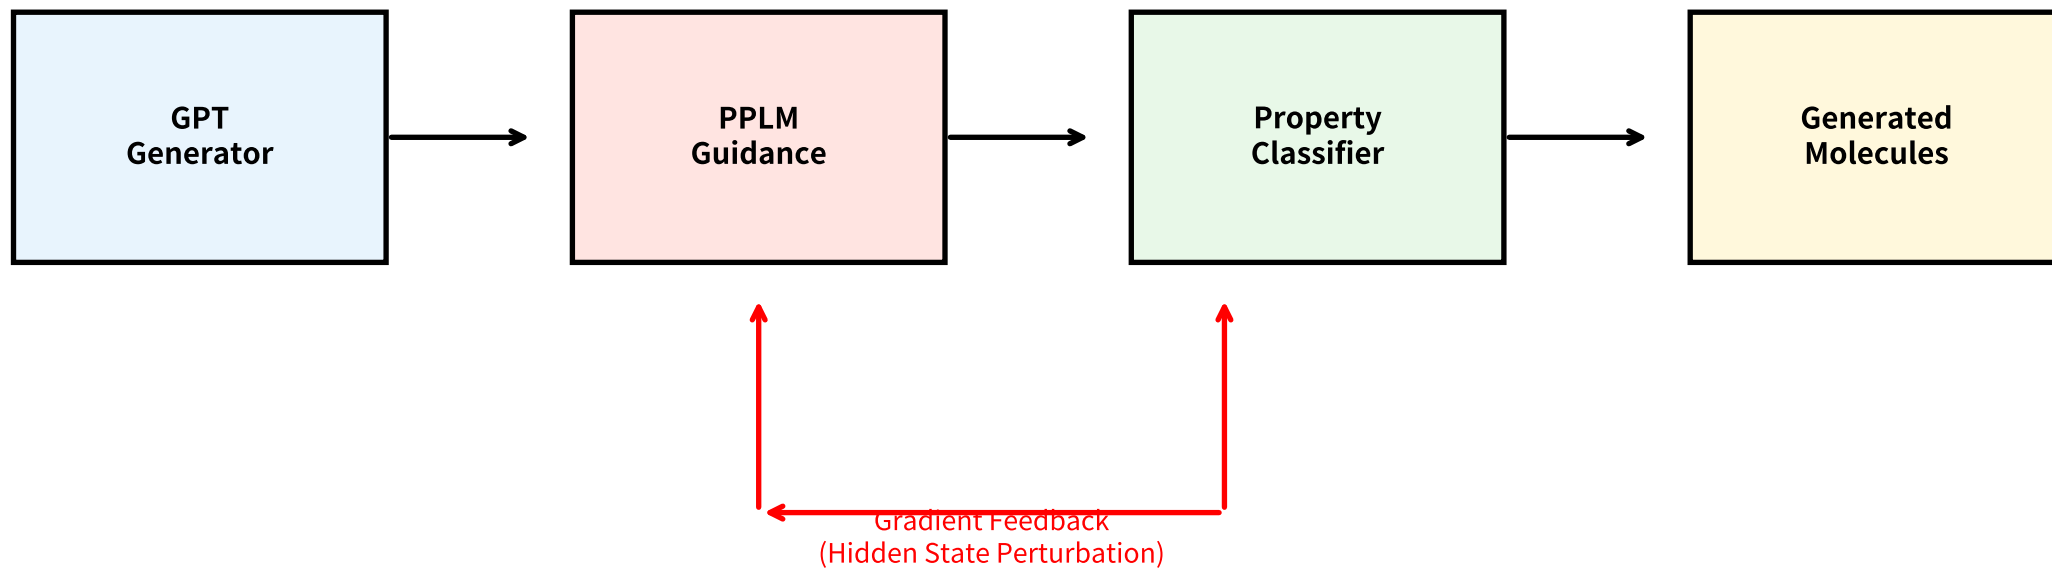 GPT
Generator
PPLM
Guidance
Property
Classifier
Generated
Molecules
Gradient Feedback
(Hidden State Perturbation)